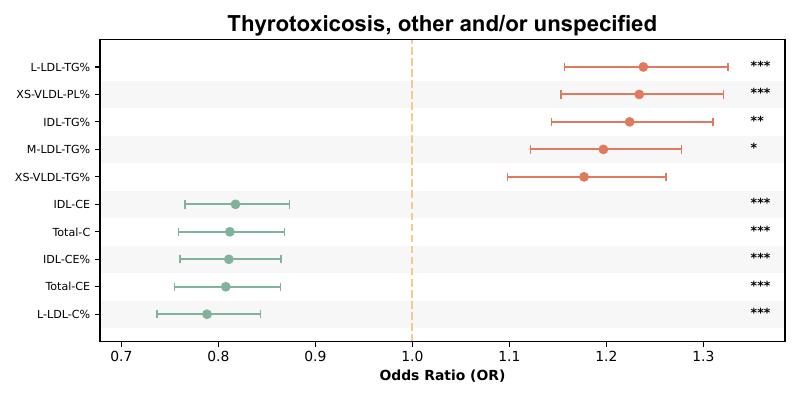 Thyrotoxicosis, other and/or unspecified
L-LDL-TG% ***
XS-VLDL-PL% ***
IDL-TG% **
M-LDL-TG% *
XS-VLDL-TG%
IDL-CE ***
Total-C ***
IDL-CE% ***
Total-CE ***
L-LDL-C% ***
0.7 0.8 0.9 1.0 1.1 1.2 1.3
Odds Ratio (OR)